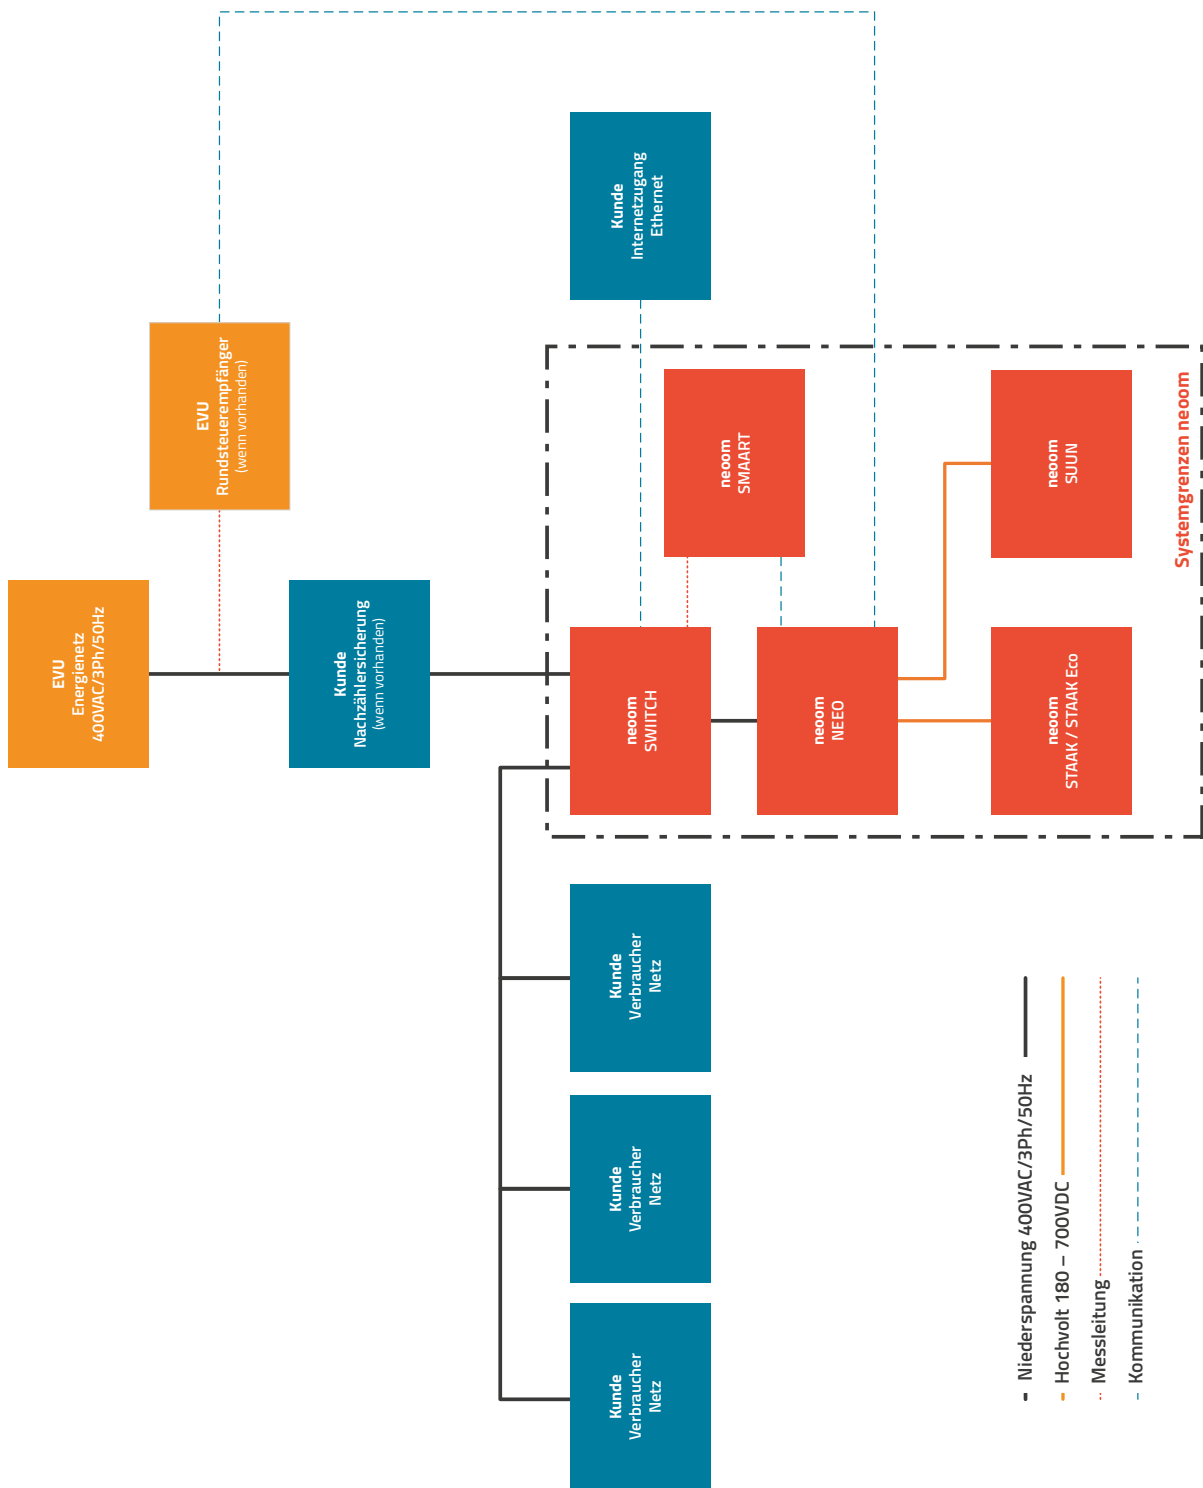 EVU
Energienetz
400VAC/3Ph/50Hz
EVU
Rundsteuerempfänger
(wenn vorhanden)
Kunde
Nachzählersicherung
(wenn vorhanden)
Kunde
Internetzugang
Ethernet
neoom
SWIITCH
neoom
SMAART
neoom
NEEO
neoom
STAAK / STAAK Eco
neoom
SUUN
Systemgrenzen neoom
Kunde
Verbraucher
Netz
Kunde
Verbraucher
Netz
Kunde
Verbraucher
Netz
Niederspannung 400VAC/3Ph/50Hz
Hochvolt 180 – 700VDC
Messleitung
Kommunikation